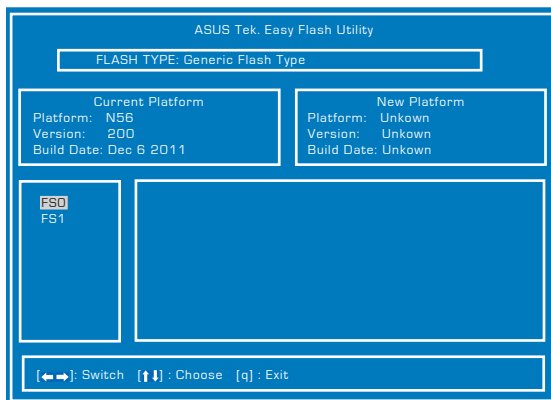 ASUS Tek. Easy Flash Utility
FLASH TYPE: Generic Flash Type
Current Platform
Platform: N56
Version: 200
Build Date: Dec 6 2011
New Platform
Platform: Unkown
Version: Unkown
Build Date: Unkown
FS0
FS1
[←→]: Switch [↑↓] : Choose [q] : Exit